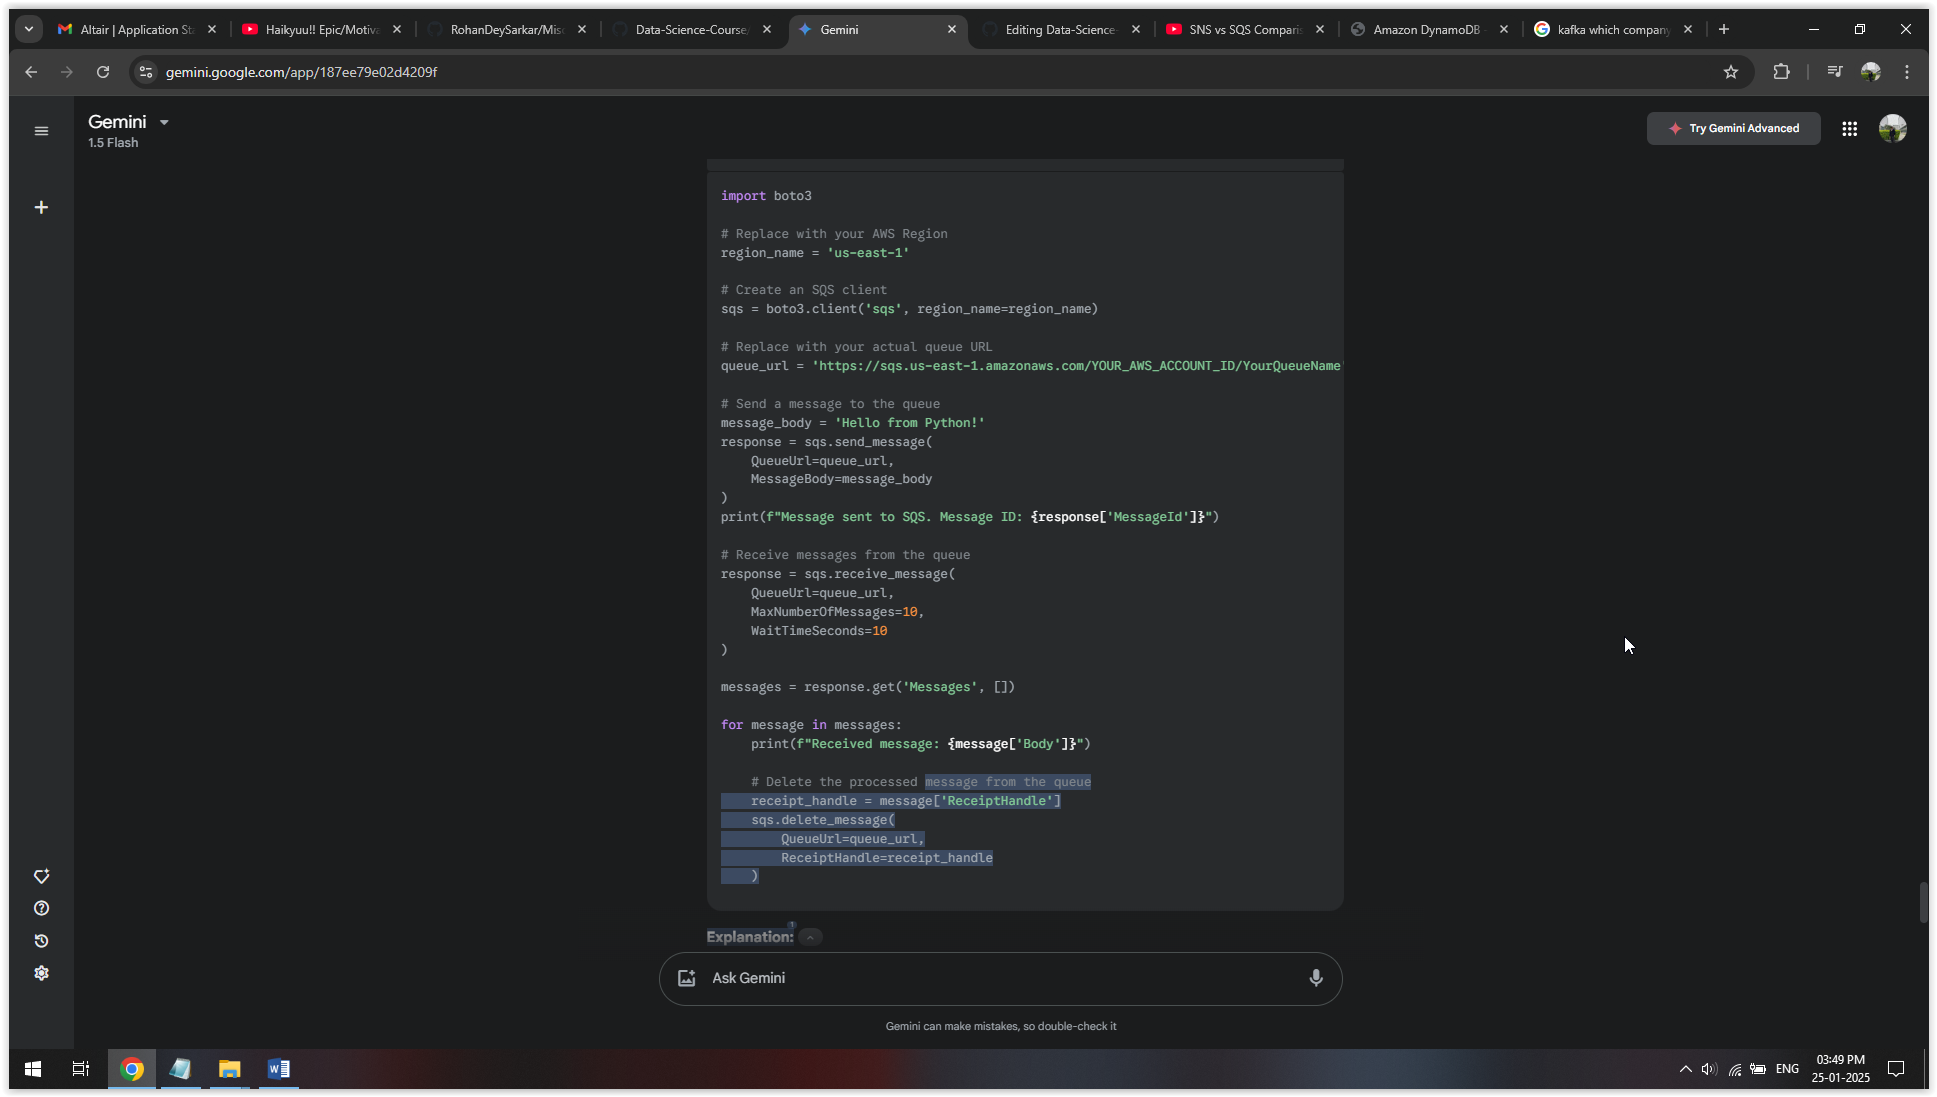 Altair | Application Sta
Haikyuu!! Epic/Motiva
RohanDeySarkar/Misc
Data-Science-Course/
Gemini
Editing Data-Science-
SNS vs SQS Comparis
Amazon DynamoDB -
kafka which company
gemini.google.com/app/187ee79e02d4209f
Gemini
1.5 Flash
Try Gemini Advanced
import boto3
# Replace with your AWS Region
region_name = 'us-east-1'
# Create an SQS client
sqs = boto3.client('sqs', region_name=region_name)
# Replace with your actual queue URL
queue_url = 'https://sqs.us-east-1.amazonaws.com/YOUR_AWS_ACCOUNT_ID/YourQueueName'
# Send a message to the queue
message_body = 'Hello from Python!'
response = sqs.send_message(
    QueueUrl=queue_url,
    MessageBody=message_body
)
print(f"Message sent to SQS. Message ID: {response['MessageId']}")
# Receive messages from the queue
response = sqs.receive_message(
    QueueUrl=queue_url,
    MaxNumberOfMessages=10,
    WaitTimeSeconds=10
)
messages = response.get('Messages', [])
for message in messages:
    print(f"Received message: {message['Body']}")
    # Delete the processed message from the queue
    receipt_handle = message['ReceiptHandle']
    sqs.delete_message(
        QueueUrl=queue_url,
        ReceiptHandle=receipt_handle
    )
Explanation: 1
Ask Gemini
Gemini can make mistakes, so double-check it
ENG
03:49 PM
25-01-2025